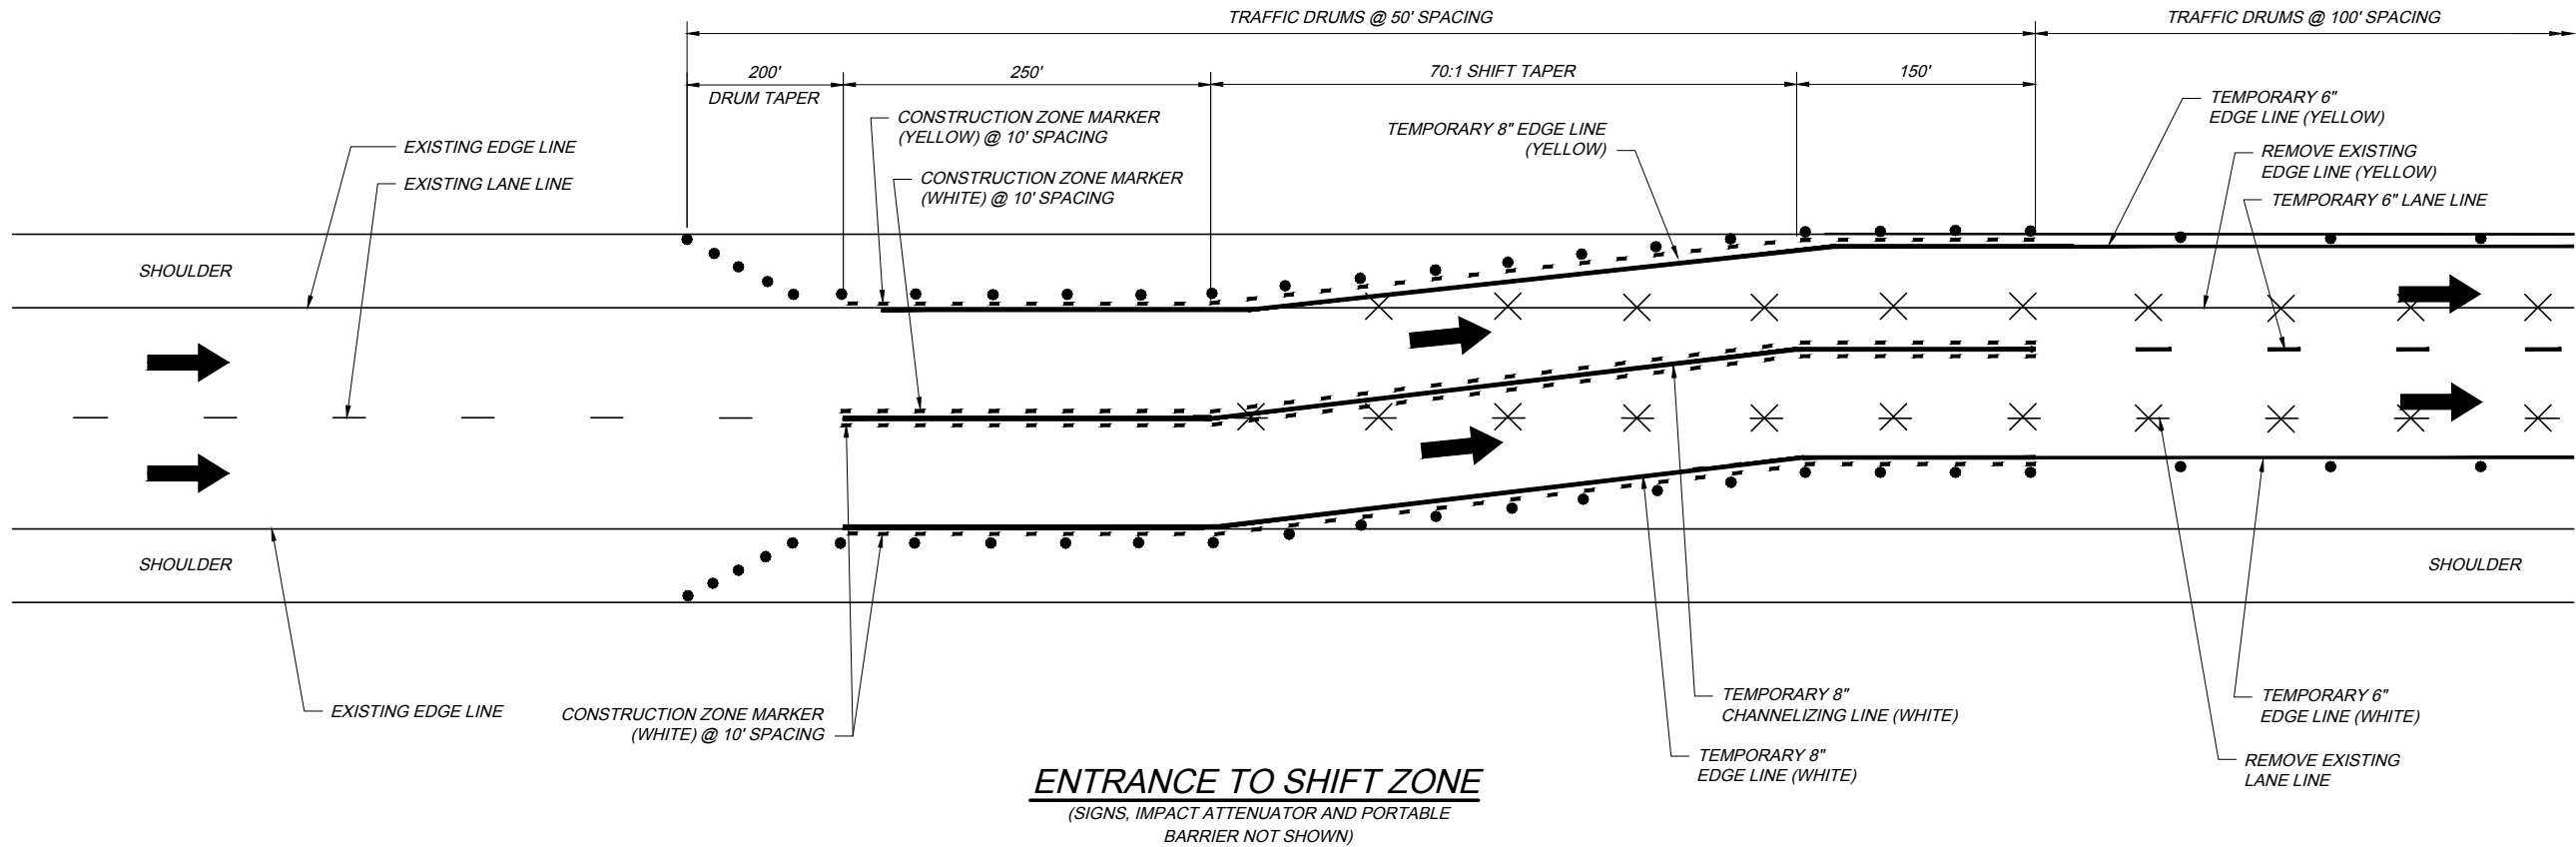 TRAFFIC DRUMS @ 50' SPACING
TRAFFIC DRUMS @ 100' SPACING
200'
DRUM TAPER
250'
70:1 SHIFT TAPER
150'
CONSTRUCTION ZONE MARKER
(YELLOW) @ 10' SPACING
TEMPORARY 8" EDGE LINE
(YELLOW)
TEMPORARY 6"
EDGE LINE (YELLOW)
EXISTING EDGE LINE
EXISTING LANE LINE
CONSTRUCTION ZONE MARKER
(WHITE) @ 10' SPACING
REMOVE EXISTING
EDGE LINE (YELLOW)
TEMPORARY 6" LANE LINE
SHOULDER
SHOULDER
SHOULDER
EXISTING EDGE LINE
CONSTRUCTION ZONE MARKER
(WHITE) @ 10' SPACING
TEMPORARY 8"
CHANNELIZING LINE (WHITE)
TEMPORARY 8"
EDGE LINE (WHITE)
TEMPORARY 6"
EDGE LINE (WHITE)
REMOVE EXISTING
LANE LINE
ENTRANCE TO SHIFT ZONE
(SIGNS, IMPACT ATTENUATOR AND PORTABLE
BARRIER NOT SHOWN)